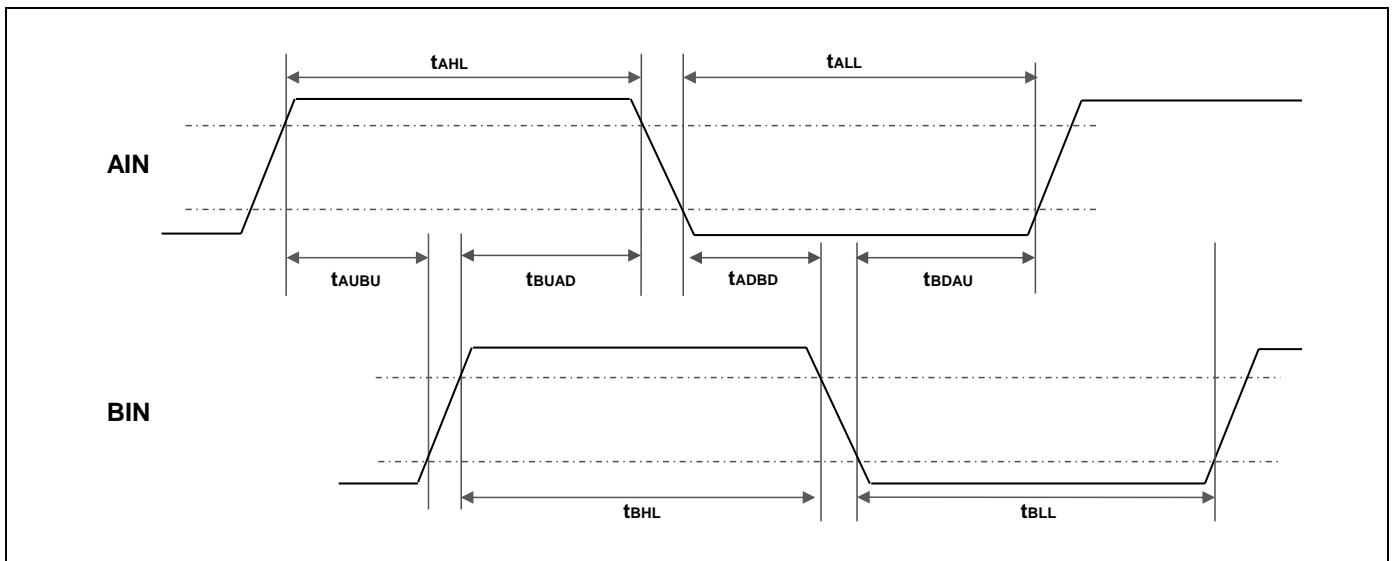 tAHL
tALL
AIN
tAUBU
tBUAD
tADBD
tBDAU
BIN
tBHL
tBLL